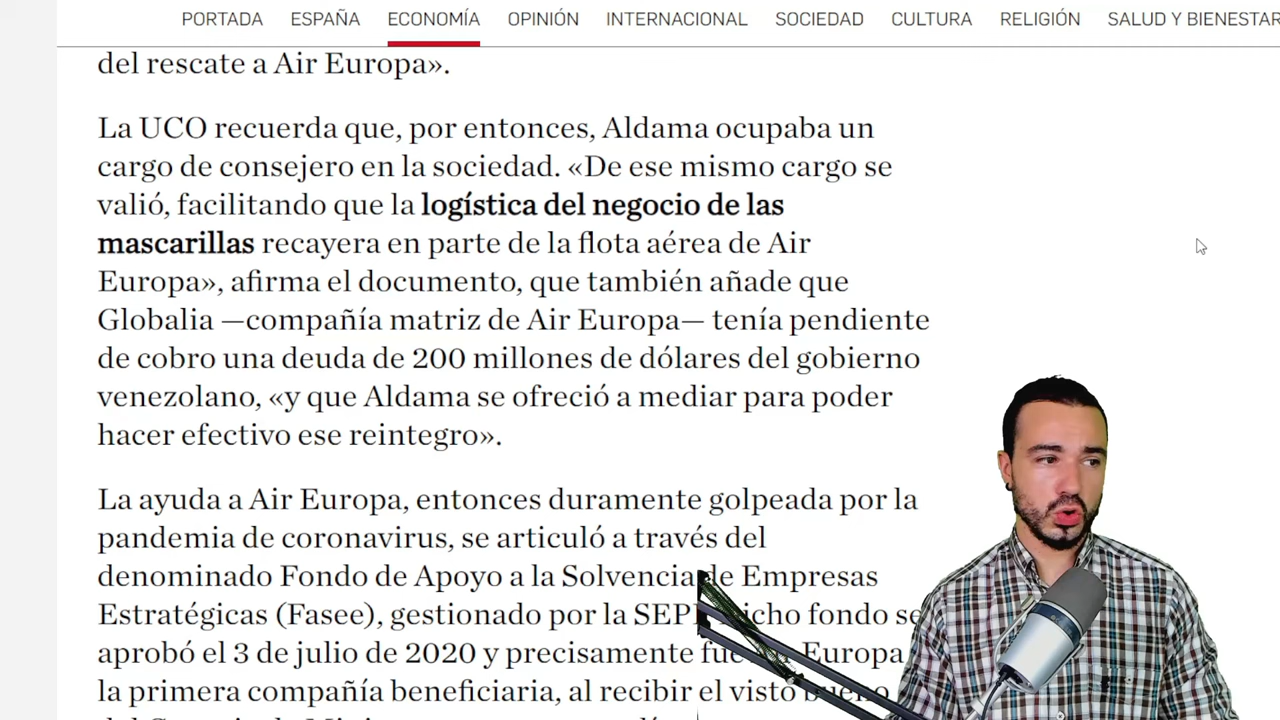 PORTADA ESPAÑA ECONOMÍA OPINIÓN INTERNACIONAL SOCIEDAD CULTURA RELIGIÓN SALUD Y BIENESTAR
del rescate a Air Europa».
La UCO recuerda que, por entonces, Aldama ocupaba un
cargo de consejero en la sociedad. «De ese mismo cargo se
valió, facilitando que la logística del negocio de las
mascarillas recayera en parte de la flota aérea de Air
Europa», afirma el documento, que también añade que
Globalia —compañía matriz de Air Europa— tenía pendiente
de cobro una deuda de 200 millones de dólares del gobierno
venezolano, «y que Aldama se ofreció a mediar para poder
hacer efectivo ese reintegro».
La ayuda a Air Europa, entonces duramente golpeada por la
pandemia de coronavirus, se articuló a través del
denominado Fondo de Apoyo a la Solvencia de Empresas
Estratégicas (Fasee), gestionado por la fondo se
aprobó el 3 de julio de 2020 y precisamente Europa
la primera compañía beneficiaria, al recibir el visto